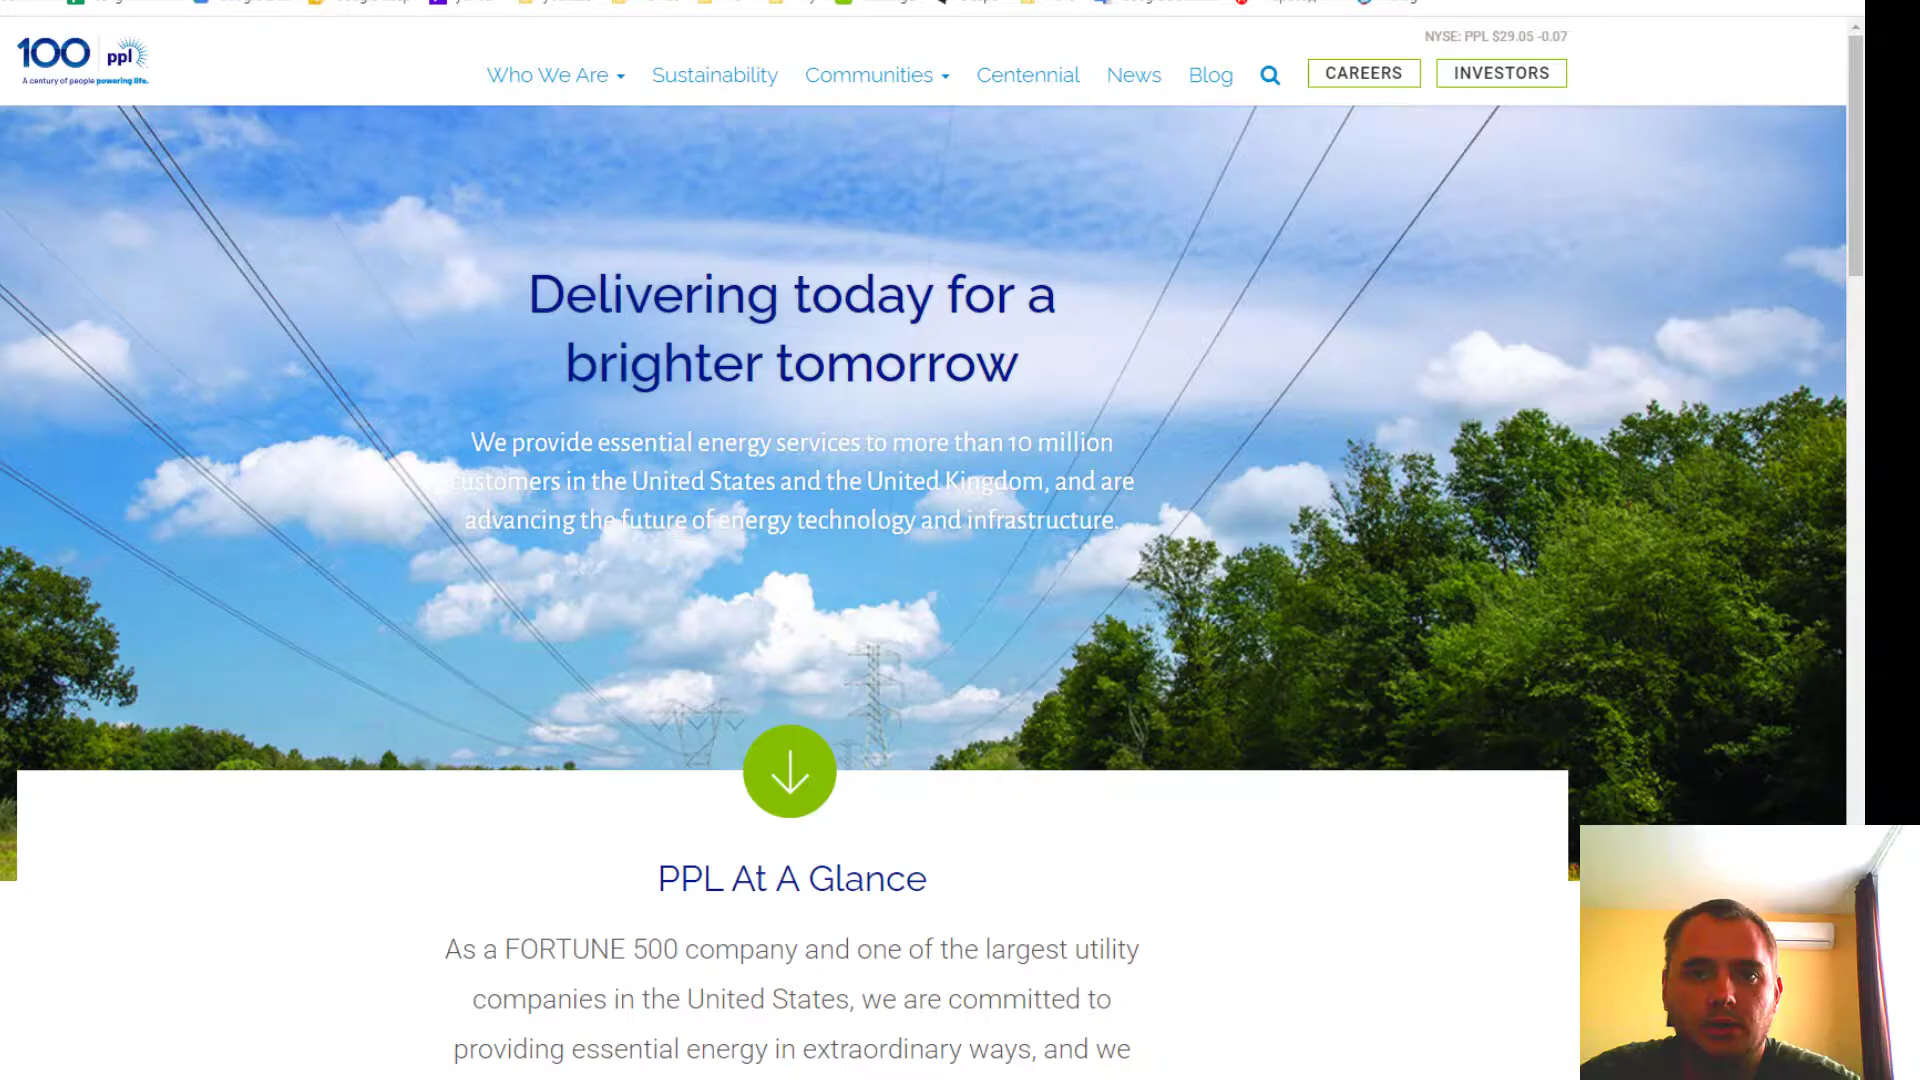 NYSE: PPL $29.05 -0.07
100 ppl
A century of people powering life.
Who We Are Sustainability Communities Centennial News Blog CAREERS INVESTORS
Delivering today for a
brighter tomorrow
We provide essential energy services to more than 10 million
customers in the United States and the United Kingdom, and are
advancing the future of energy technology and infrastructure.
PPL At A Glance
As a FORTUNE 500 company and one of the largest utility
companies in the United States, we are committed to
providing essential energy in extraordinary ways, and we